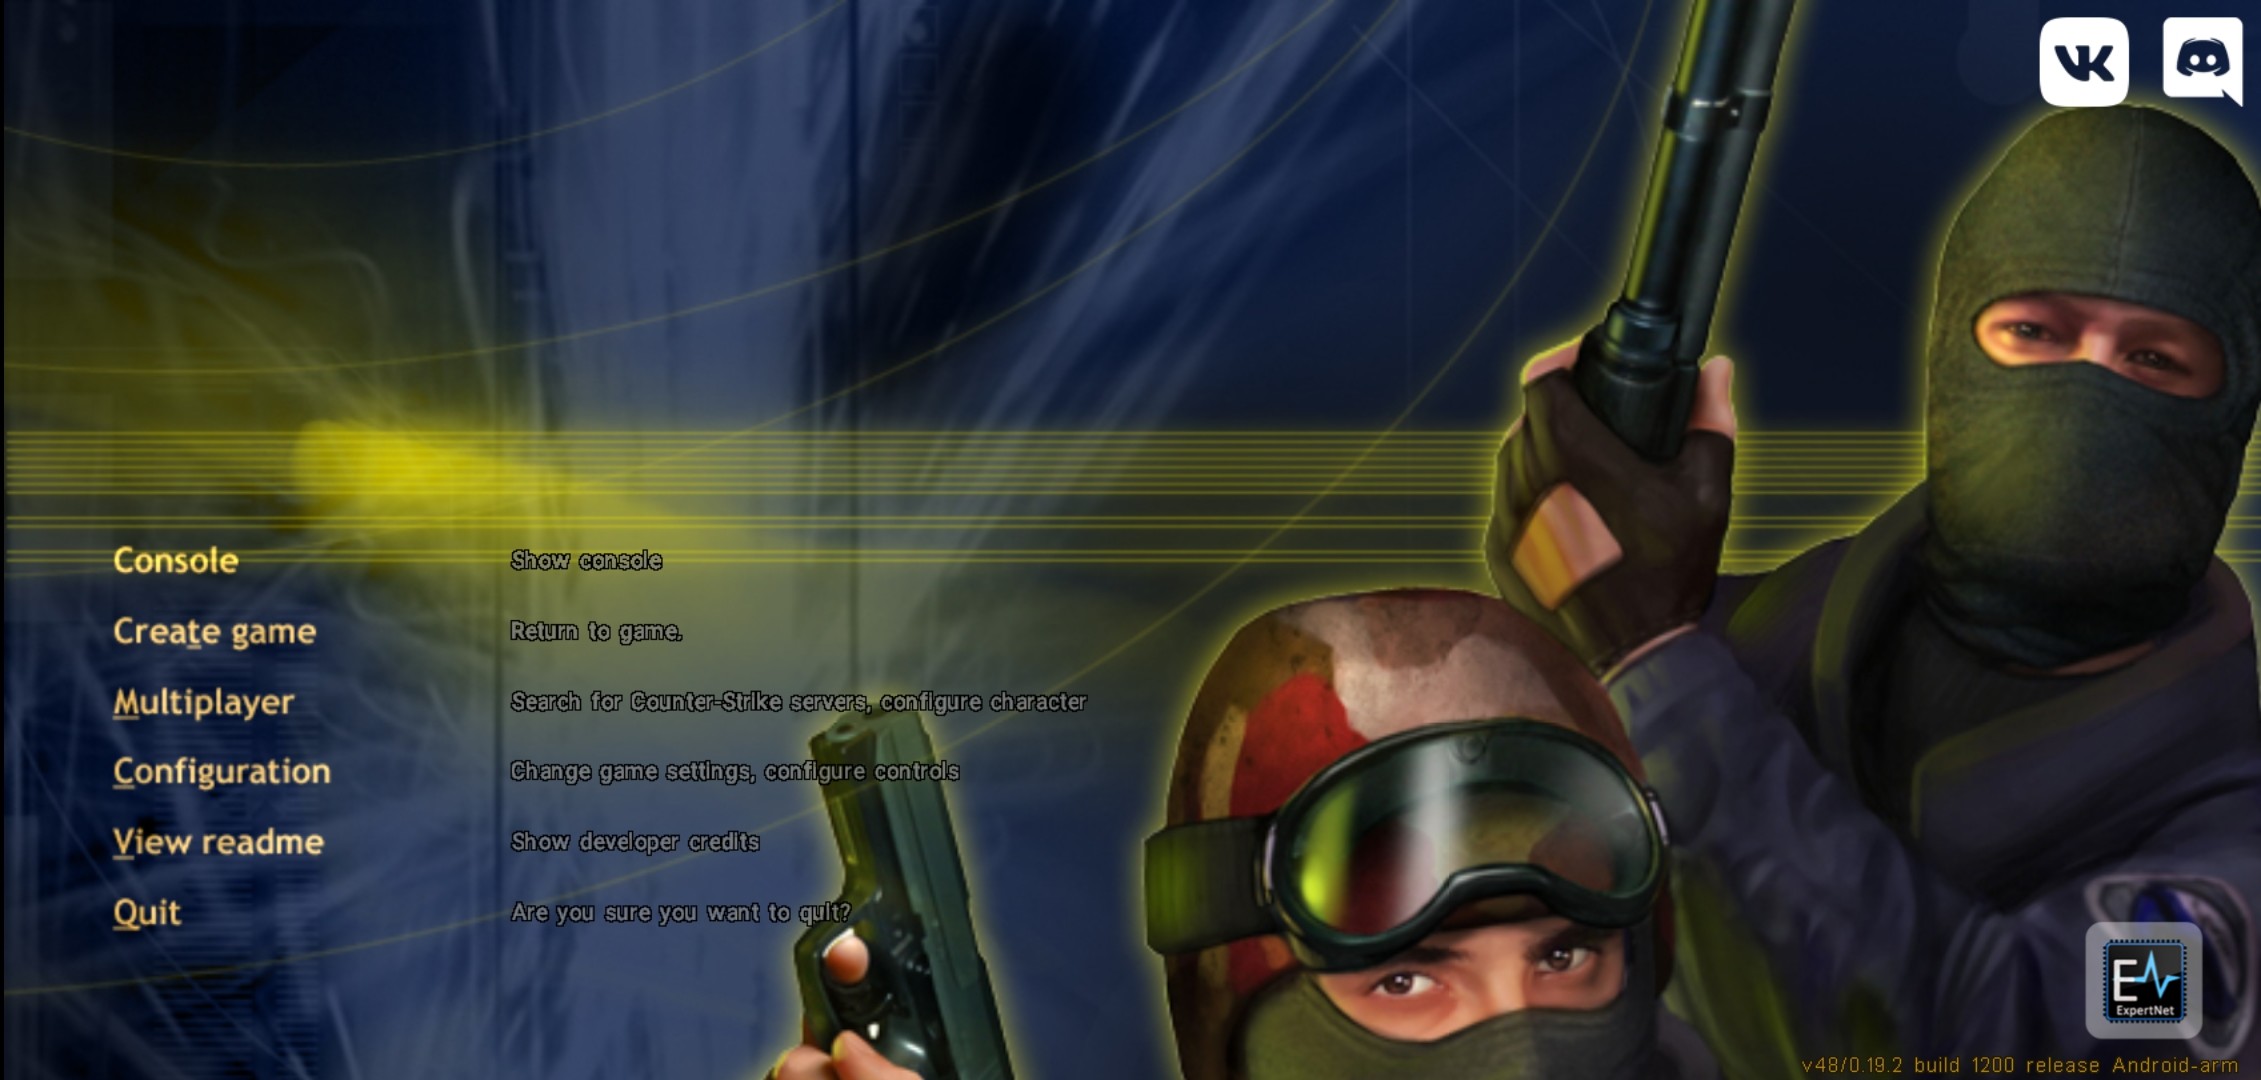 VK
Console Show console
Create game Return to game.
Multiplayer Search for Counter-Strike servers, configure character
Configuration Change game settings, configure controls
View readme Show developer credits
Quit Are you sure you want to quit?
E
ExpertNet
v48/0.19.2 build 1200 release Android-arm